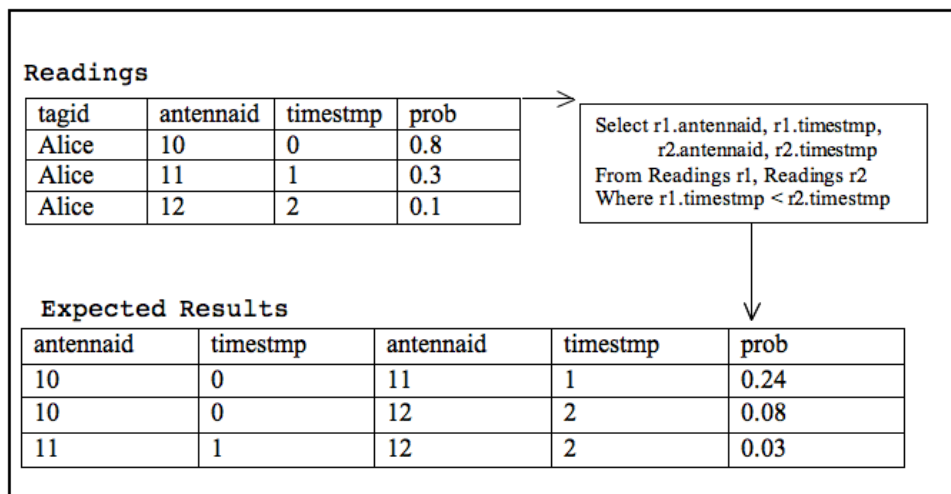 Readings
tagid antennaid timestmp prob
Alice 10 0 0.8
Alice 11 1 0.3
Alice 12 2 0.1
Select r1.antennaid, r1.timestmp,
r2.antennaid, r2.timestmp
From Readings r1, Readings r2
Where r1.timestmp < r2.timestmp
Expected Results
antennaid timestmp antennaid timestmp prob
10 0 11 1 0.24
10 0 12 2 0.08
11 1 12 2 0.03